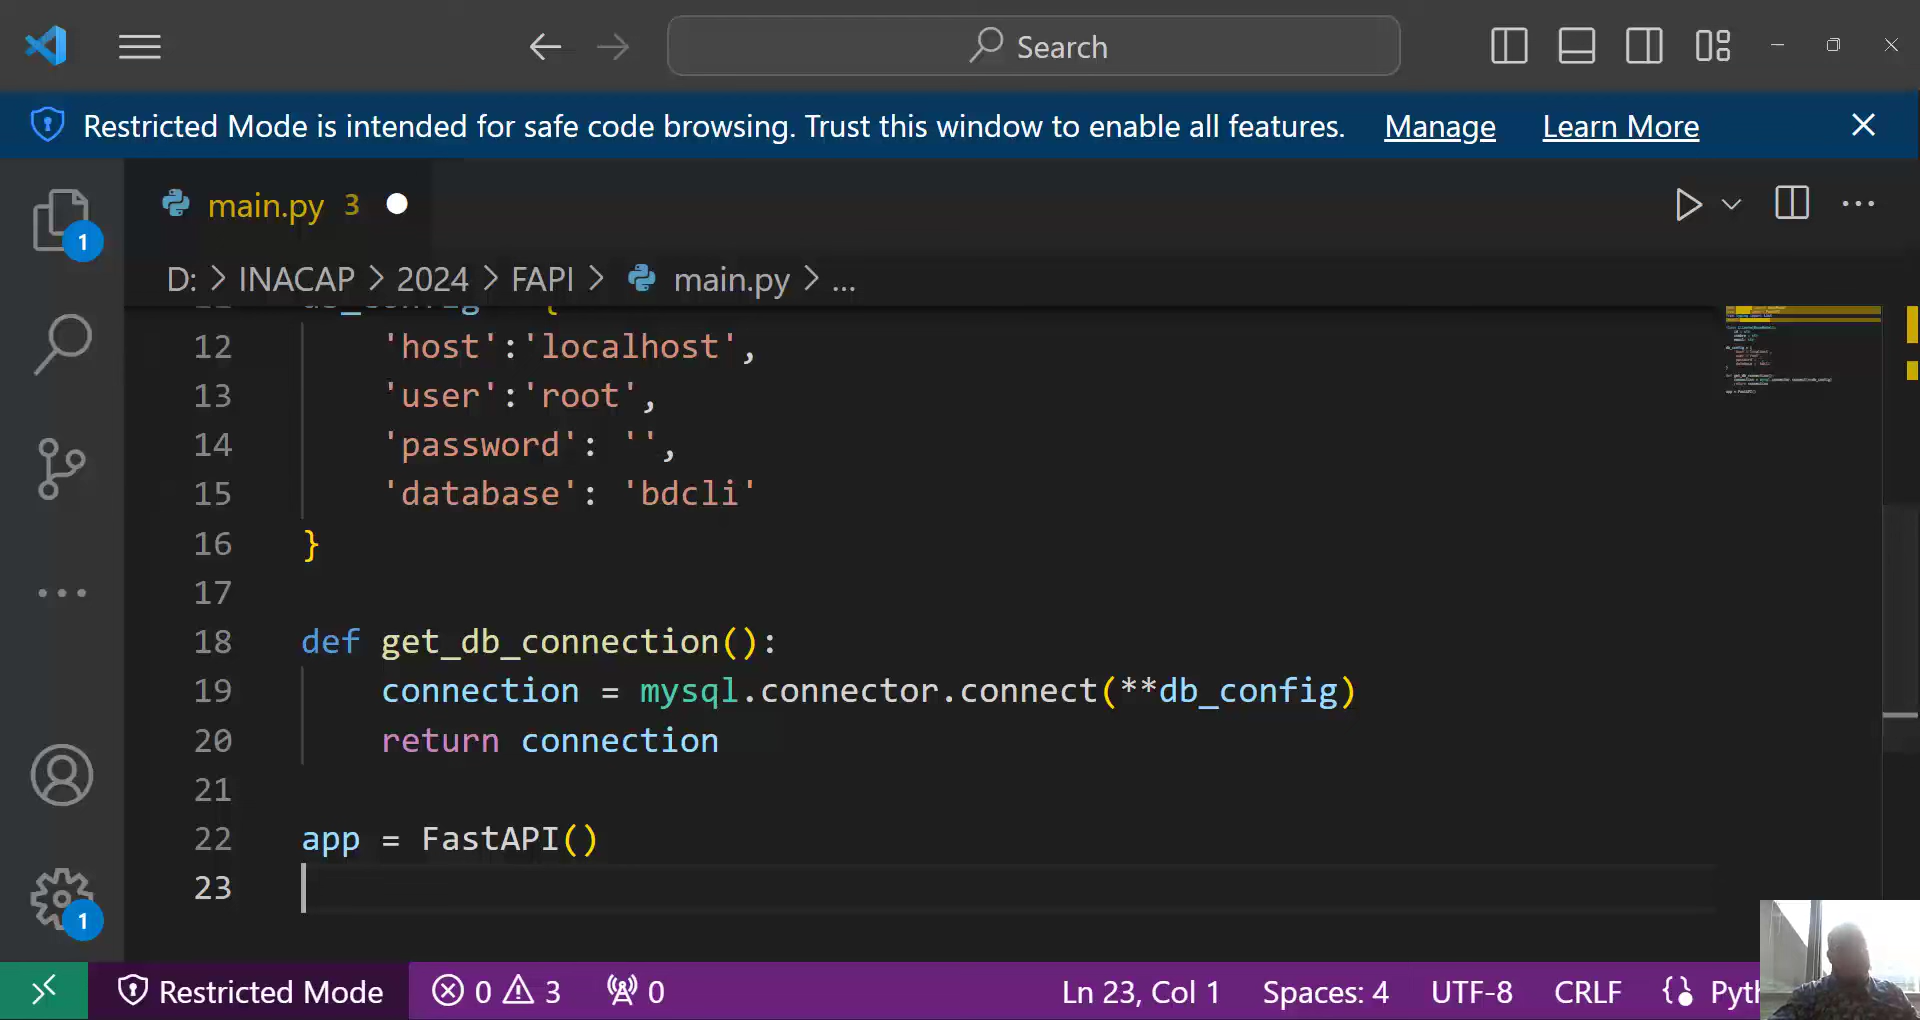 Search
Restricted Mode is intended for safe code browsing. Trust this window to enable all features. Manage Learn More
1
main.py 3
D: > INACAP > 2024 > FAPI > main.py > ...
12 'host':'localhost',
13 'user':'root',
14 'password': '',
15 'database': 'bdcli'
16 }
17
18 def get_db_connection():
19 connection = mysql.connector.connect(**db_config)
20 return connection
21
22 app = FastAPI()
23
1
Restricted Mode 0 3 0 Ln 23, Col 1 Spaces: 4 UTF-8 CRLF